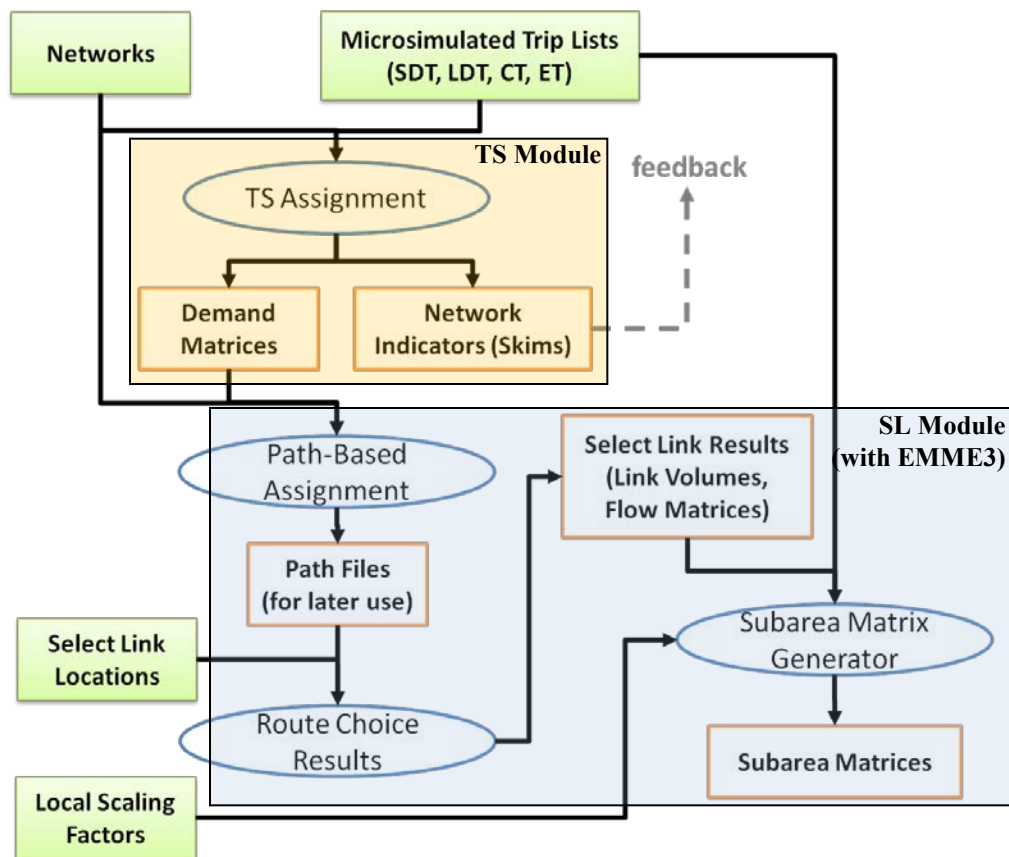 Networks
Microsimulated Trip Lists
(SDT, LDT, CT, ET)
TS Module
feedback
TS Assignment
Demand
Matrices
Network
Indicators (Skims)
SL Module
(with EMME3)
Path-Based
Assignment
Select Link Results
(Link Volumes,
Flow Matrices)
Path Files
(for later use)
Select Link
Locations
Subarea Matrix
Generator
Route Choice
Results
Subarea Matrices
Local Scaling
Factors